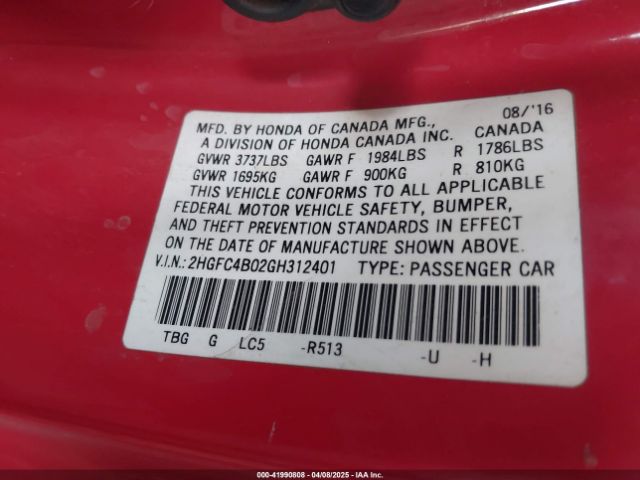 08/'16
MFD. BY HONDA OF CANADA MFG.,
A DIVISION OF HONDA CANADA INC. CANADA
GVWR 3737LBS GAWR F 1984LBS R 1786LBS
GVWR 1695KG GAWR F 900KG R 810KG
THIS VEHICLE CONFORMS TO ALL APPLICABLE
FEDERAL MOTOR VEHICLE SAFETY, BUMPER,
AND THEFT PREVENTION STANDARDS IN EFFECT
ON THE DATE OF MANUFACTURE SHOWN ABOVE.
V.I.N.: 2HGFC4B02GH312401 TYPE: PASSENGER CAR
TBG G LC5 -R513 -U -H
000-41990808 | 04/08/2025 | IAA Inc.